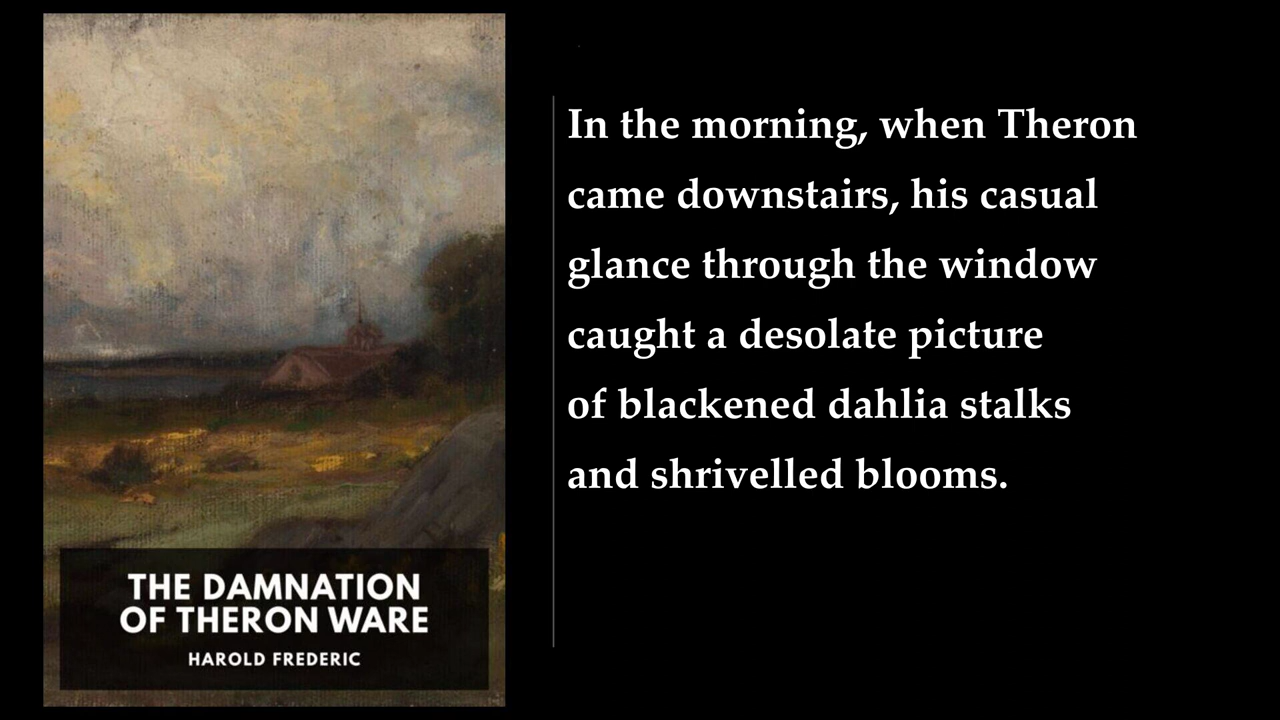 In the morning, when Theron
came downstairs, his casual
glance through the window
caught a desolate picture
of blackened dahlia stalks
and shrivelled blooms.
THE DAMNATION
OF THERON WARE
HAROLD FREDERIC